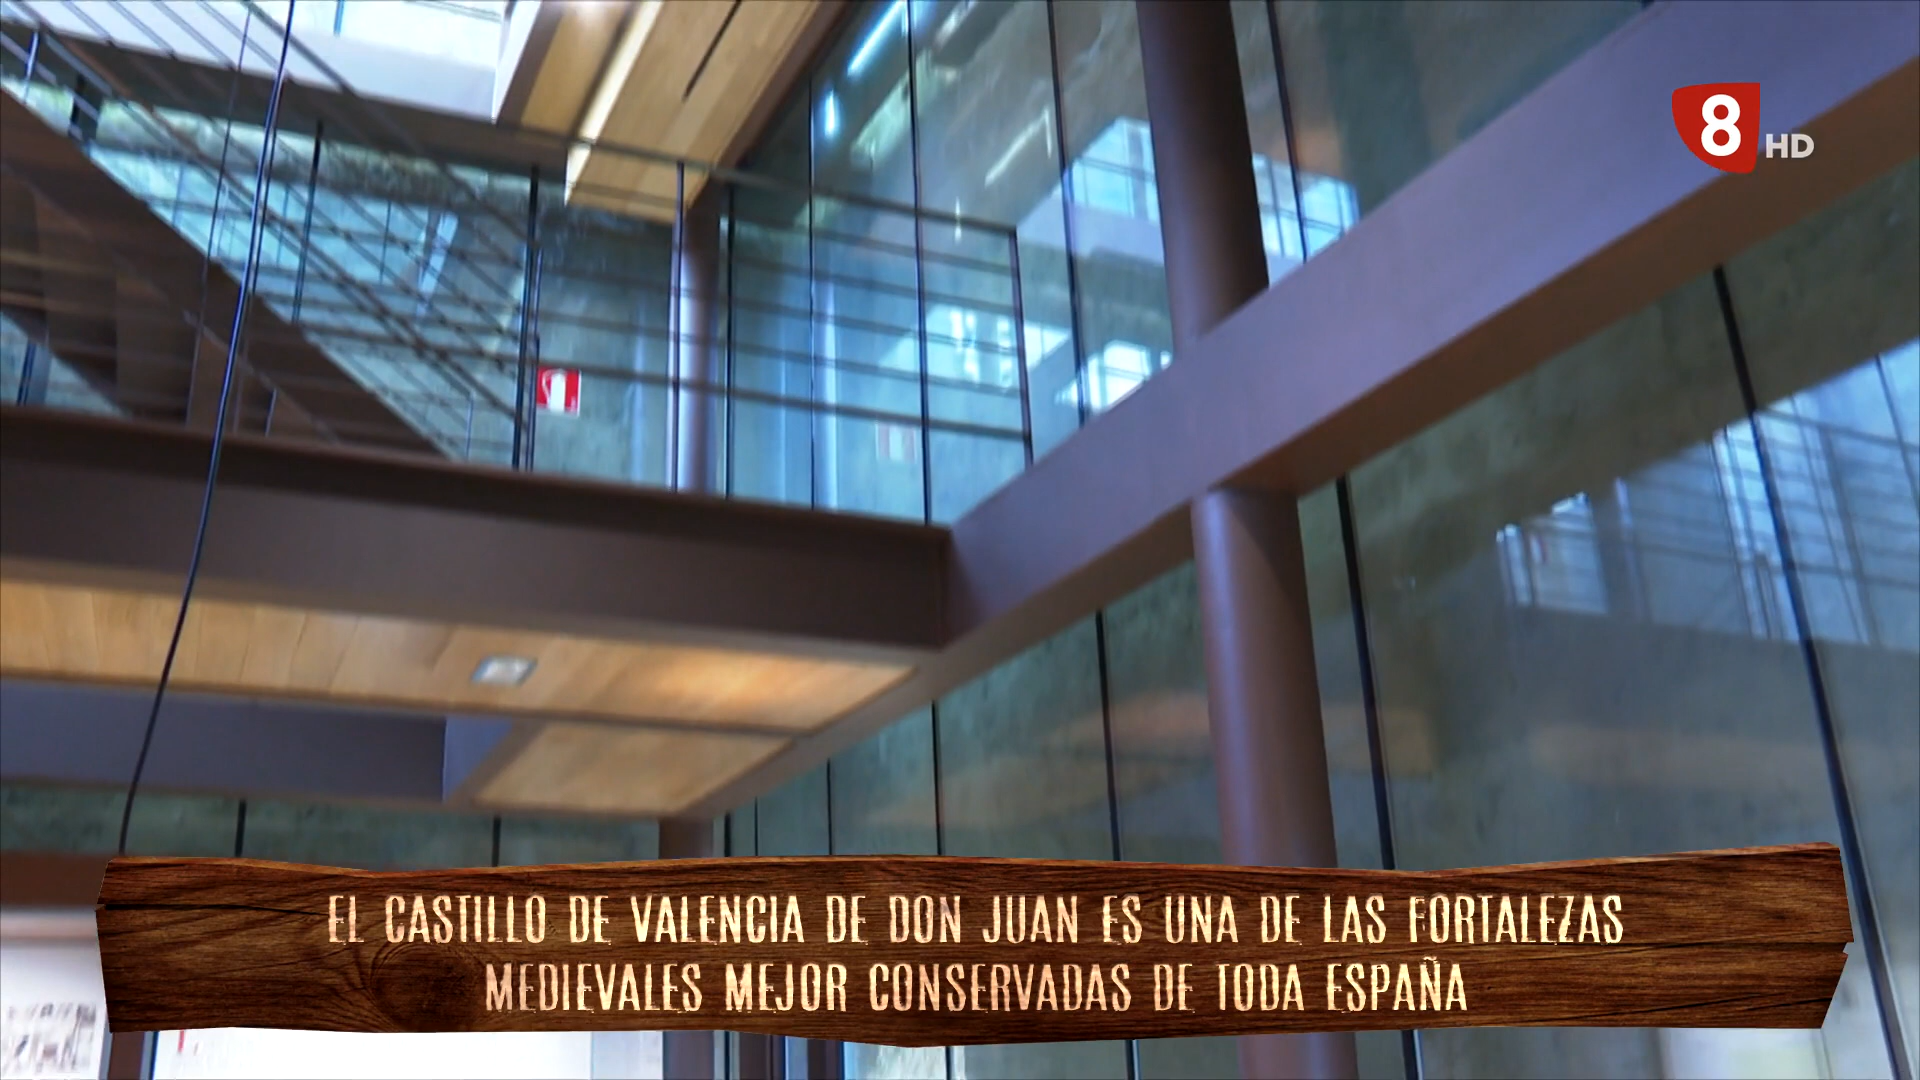 8 HD
EL CASTILLO DE VALENCIA DE DON JUAN ES UNA DE LAS FORTALEZAS
MEDIEVALES MEJOR CONSERVADAS DE TODA ESPAÑA